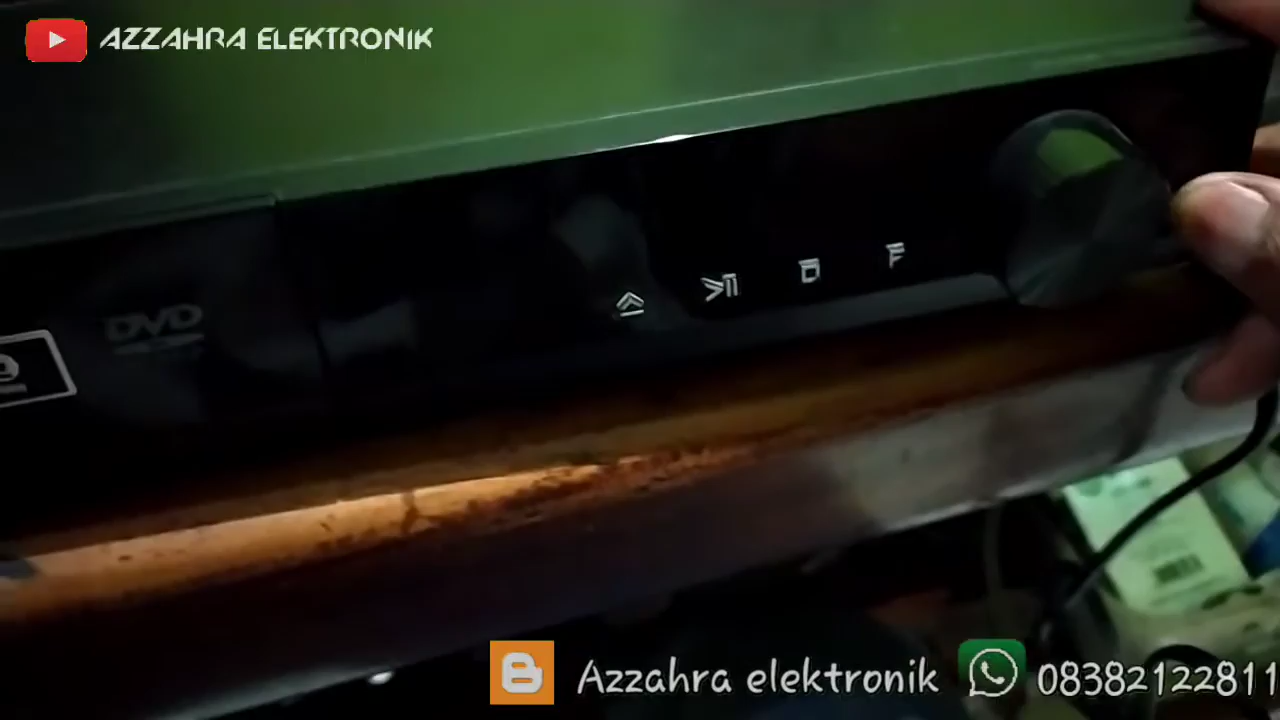 AZZAHRA ELEKTRONIK
DVD
F
Azzahra elektronik
08382122811